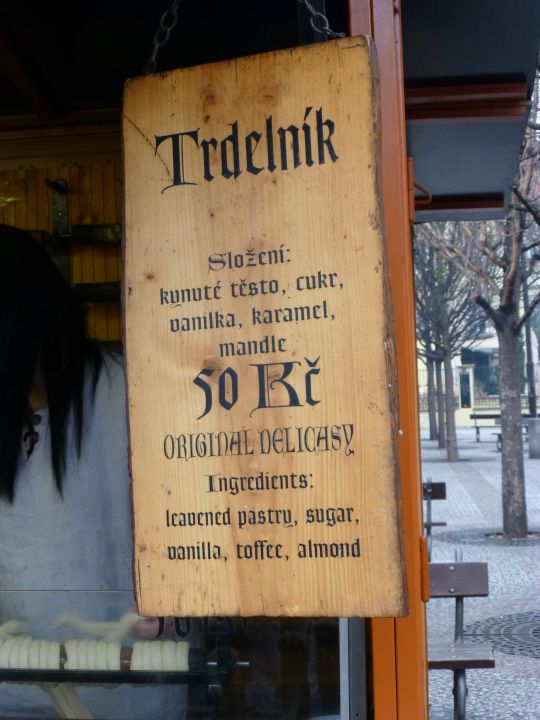 Trdelník
Složení:
kynuté těsto, cukr,
vanilka, karamel,
mandle
50 Kč
ORIGINAL DELICASY
Ingredients:
leavened pastry, sugar,
vanilla, toffee, almond